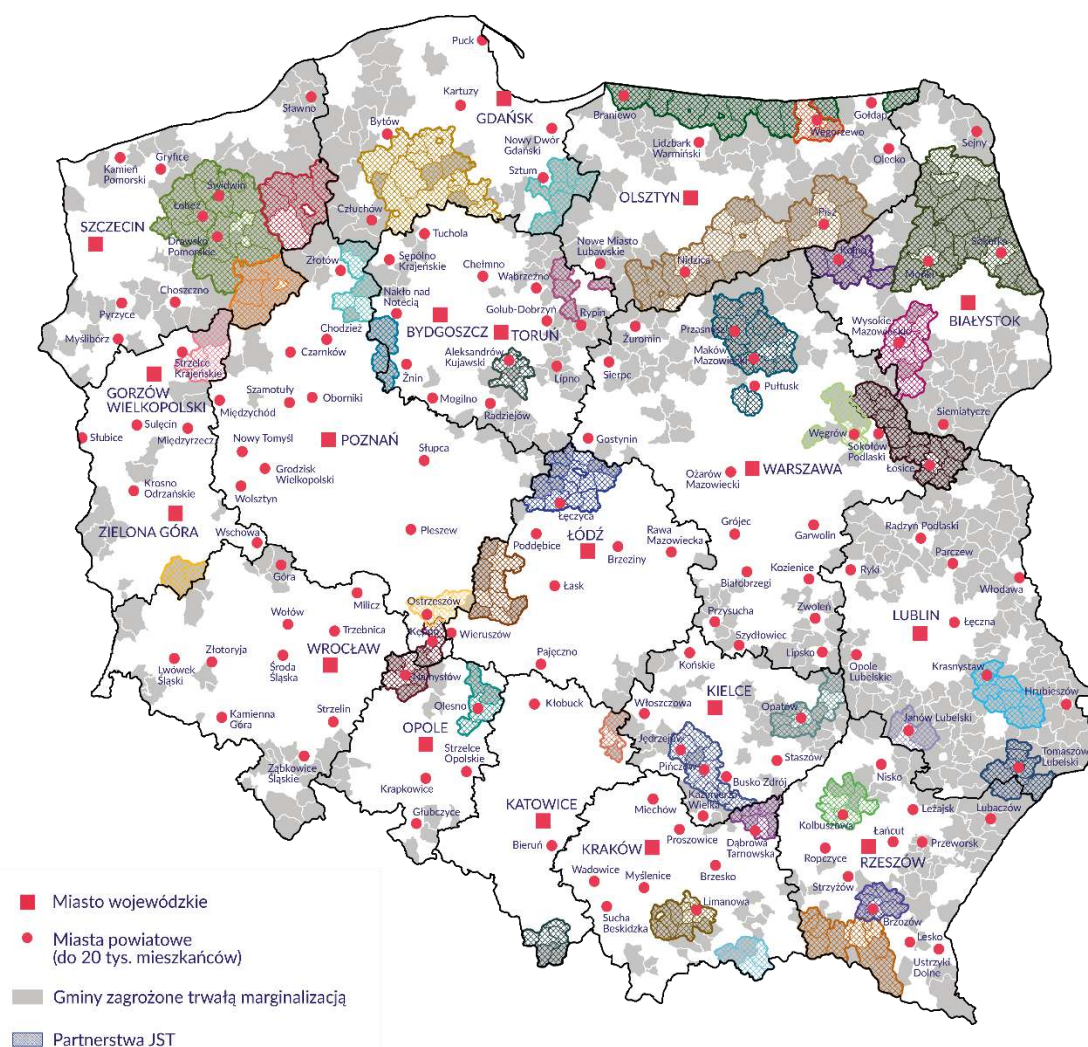 Puck
Sławno
Kartuzy
GDAŃSK
Bytów
Nowy Dwór
Gdański
Sztum
Braniewo
Lidzbark
Warmiński
Węgorzewo
Gołdap
Olecko
Sejny
Kamień
Pomorski
Gryfice
Świdwin
Łobez
SZCZECIN
Drawsko
Pomorskie
Człuchów
OLSZTYN
Pisz
Tuchola
Złotów
Sępólno
Krajeńskie
Chełmno
Wąbrzeźno
Nowe Miasto
Lubawskie
Nidzica
Kolno
Mońki
Sokółka
Choszczno
Pyrzyce
Nakło nad
Notecią
Golub-Dobrzyń
Rypin
BYDGOSZCZ
TORUŃ
Żuromin
Przasnysz
Wysokie
Mazowieckie
BIAŁYSTOK
Myślibórz
Chodzież
Czarnków
Strzelce
Krajeńskie
Aleksandrów
Kujawski
Maków
Mazowiecki
Żnin
Lipno
Sierpc
GORZÓW
WIELKOPOLSKI
Szamotuły
Oborniki
Międzychód
Mogilno
Radziejów
Pułtusk
Siemiatycze
Sulęcin
Słubice
Międzyrzecz
Nowy Tomyśl
POZNAŃ
Słupca
Gostynin
Węgrów
Sokołów
Podlaski
Łosice
Grodzisk
Wielkopolski
WARSZAWA
Ożarów
Mazowiecki
Krosno
Odrzańskie
Wolsztyn
ZIELONA GÓRA
Łęczyca
Wschowa
Pleszew
Poddębice
ŁÓDŹ
Rawa
Mazowiecka
Brzeziny
Grójec
Garwolin
Radzyń Podlaski
Parczew
Góra
Łask
Białobrzegi
Kozienice
Ryki
Włodawa
Milicz
Ostrzeszów
Wołów
Kępno
Wieruszów
Przysucha
Zwoleń
LUBLIN
Łęczna
Trzebnica
WROCŁAW
Szydłowiec
Lipsko
Lwówek
Śląski
Złotoryja
Środa
Śląska
Pajęczno
Końskie
Opole
Lubelskie
Krasnystaw
Namysłów
Hrubieszów
Kamienna
Góra
Strzelin
Olesno
Kłobuck
Włoszczowa
KIELCE
Opatów
Janów Lubelski
OPOLE
Jędrzejów
Staszów
Ząbkowice
Śląskie
Strzelce
Opolskie
Pińczów
Busko Zdrój
Nisko
Tomaszów
Lubelski
Krapkowice
Kazimierza
Wielka
KATOWICE
Miechów
Leżajsk
Lubaczów
Głubczyce
Proszowice
Dąbrowa
Tarnowska
Kolbuszowa
Łańcut
Bieruń
KRAKÓW
Ropczyce
RZESZÓW
Przeworsk
Wadowice
Myślenice
Brzesko
Strzyżów
Limanowa
Brzozów
Sucha
Beskidzka
Lesko
Ustrzyki
Dolne
Miasto wojewódzkie
Miasta powiatowe
(do 20 tys. mieszkańców)
Gminy zagrożone trwałą marginalizacją
Partnerstwa JST